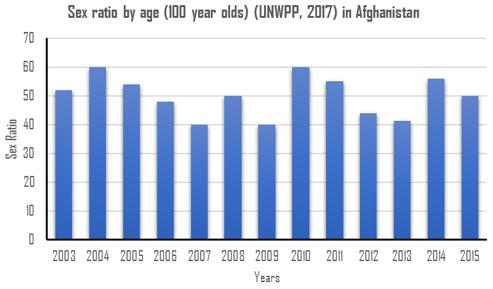 Sex ratio by age (100 year olds) (UNWPP, 2017) in Afghanistan
70
60
50
40
30
20
10
0
Sex Ratio
2003 2004 2005 2006 2007 2008 2009 2010 2011 2012 2013 2014 2015
Years